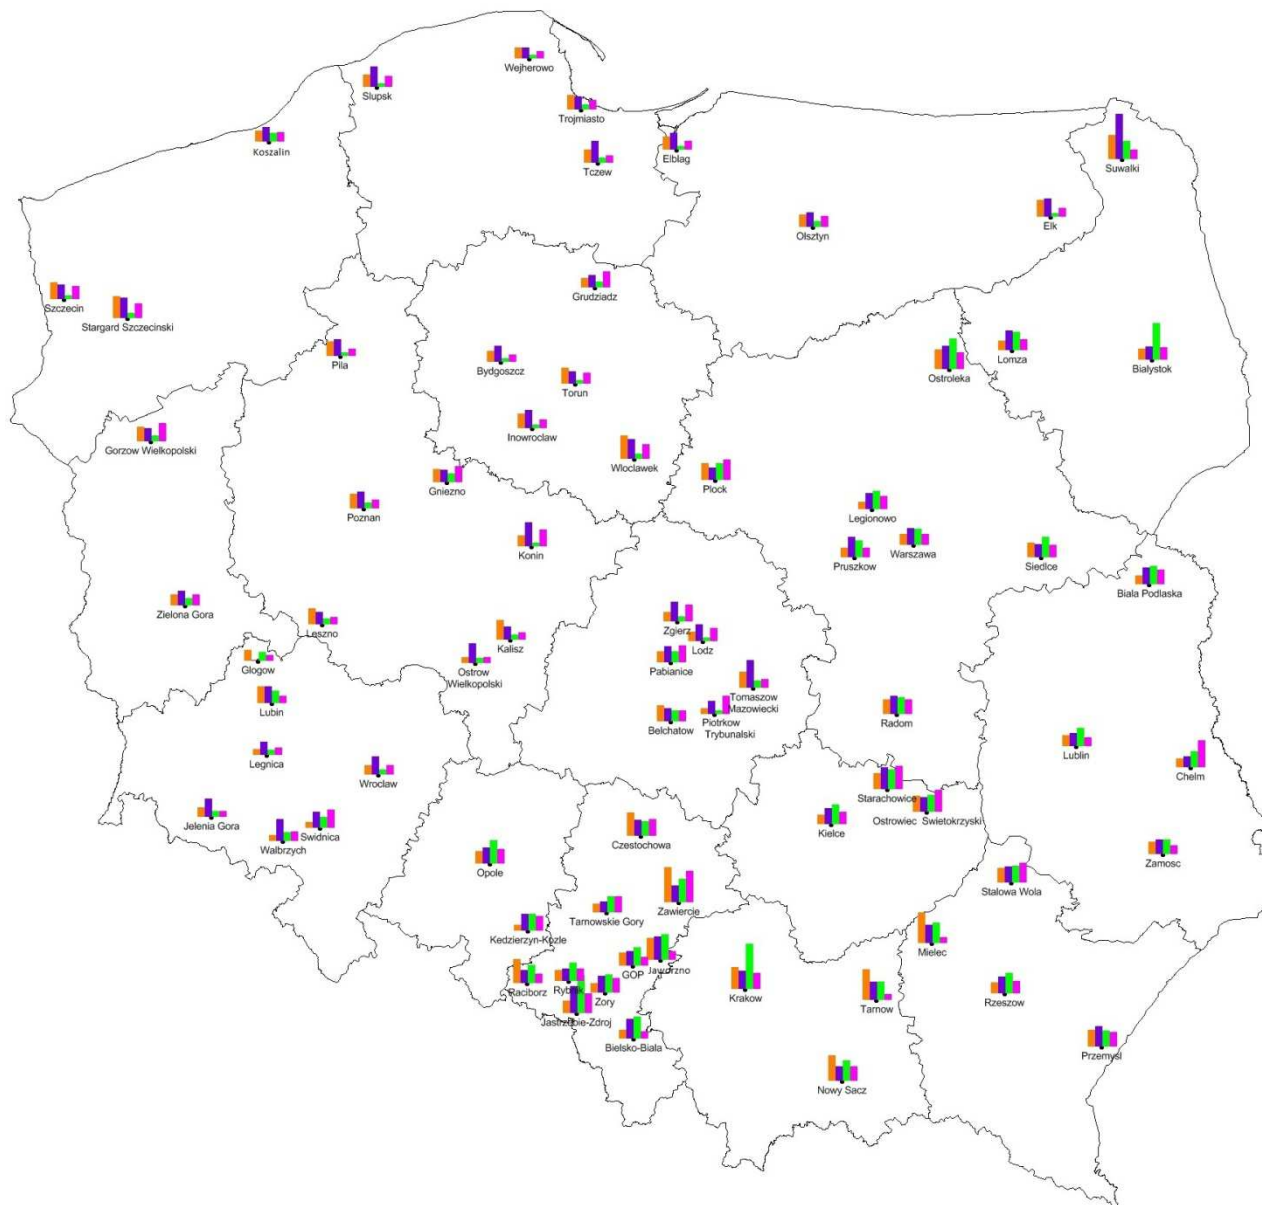 Wejherowo
Slupsk
Trojmiasto
Koszalin
Elblag
Tczew
Suwalki
Elk
Olsztyn
Grudziadz
Szczecin
Stargard Szczecinski
Pila
Bydgoszcz
Lomza
Bialystok
Ostroleka
Torun
Inowroclaw
Gorzow Wielkopolski
Wloclawek
Gniezno
Plock
Poznan
Legionowo
Warszawa
Konin
Pruszkow
Siedlce
Biala Podlaska
Zielona Gora
Zgierz
Leszno
Lodz
Kalisz
Glogow
Ostrow
Wielkopolski
Pabianice
Tomaszow
Mazowiecki
Lubin
Belchatow
Piotrkow
Trybunalski
Radom
Legnica
Lublin
Chelm
Wroclaw
Starachowice
Jelenia Gora
Ostrowiec Swietokrzyski
Kielce
Swidnica
Walbrzych
Czestochowa
Zamosc
Opole
Stalowa Wola
Zawiercie
Tarnowskie Gory
Kedzierzyn-Kozle
Mielec
GOP
Jaworzno
Raciborz
Rybnik
Krakow
Zory
Rzeszow
Tarnow
Jastrzebie-Zdroj
Bielsko-Biala
Przemysl
Nowy Sacz